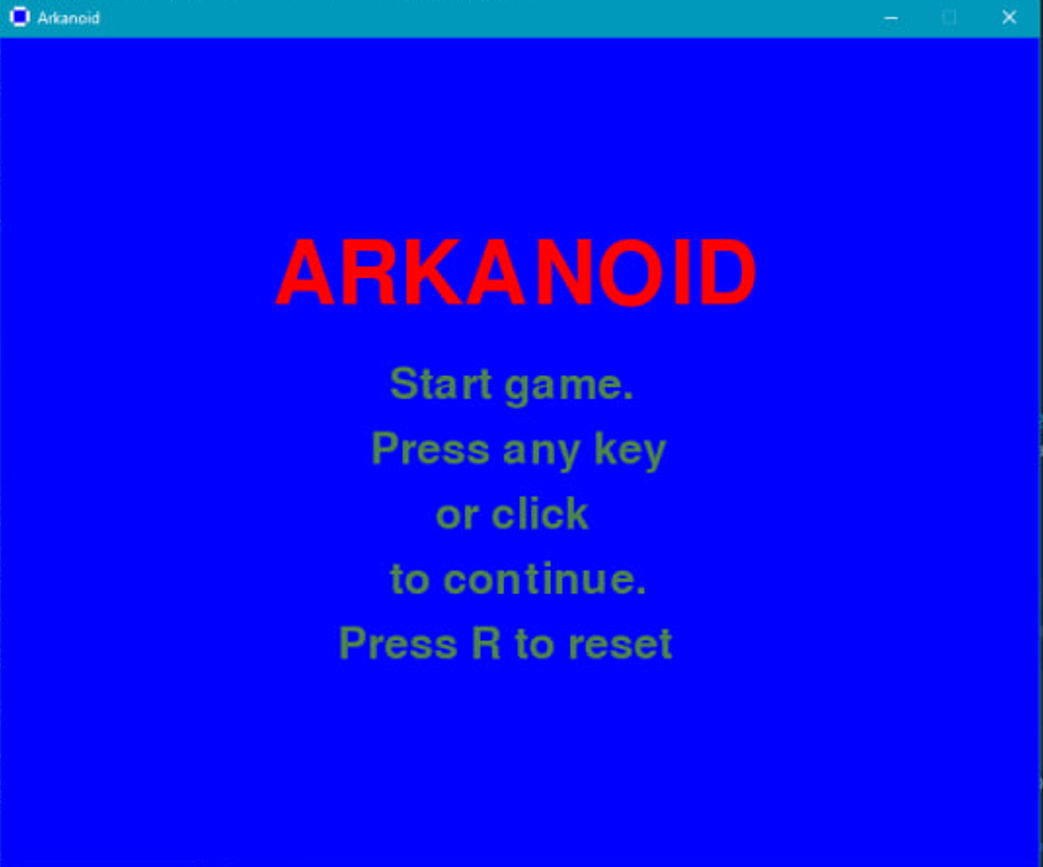 Arkanoid
ARKANOID
Start game.
Press any key
or click
to continue.
Press R to reset